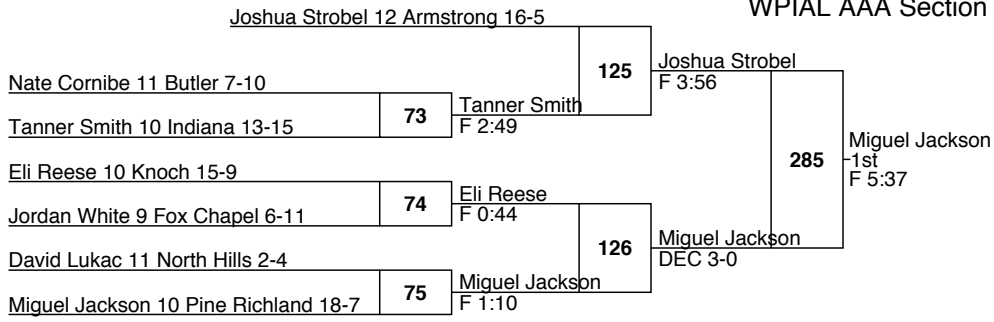 WPIAL AAA Section
Joshua Strobel 12 Armstrong 16-5
125
Joshua Strobel
F 3:56
Nate Cornibe 11 Butler 7-10
73
Tanner Smith
F 2:49
Tanner Smith 10 Indiana 13-15
285
Miguel Jackson
1st
F 5:37
Eli Reese 10 Knoch 15-9
74
Eli Reese
F 0:44
Jordan White 9 Fox Chapel 6-11
126
Miguel Jackson
DEC 3-0
David Lukac 11 North Hills 2-4
75
Miguel Jackson
F 1:10
Miguel Jackson 10 Pine Richland 18-7